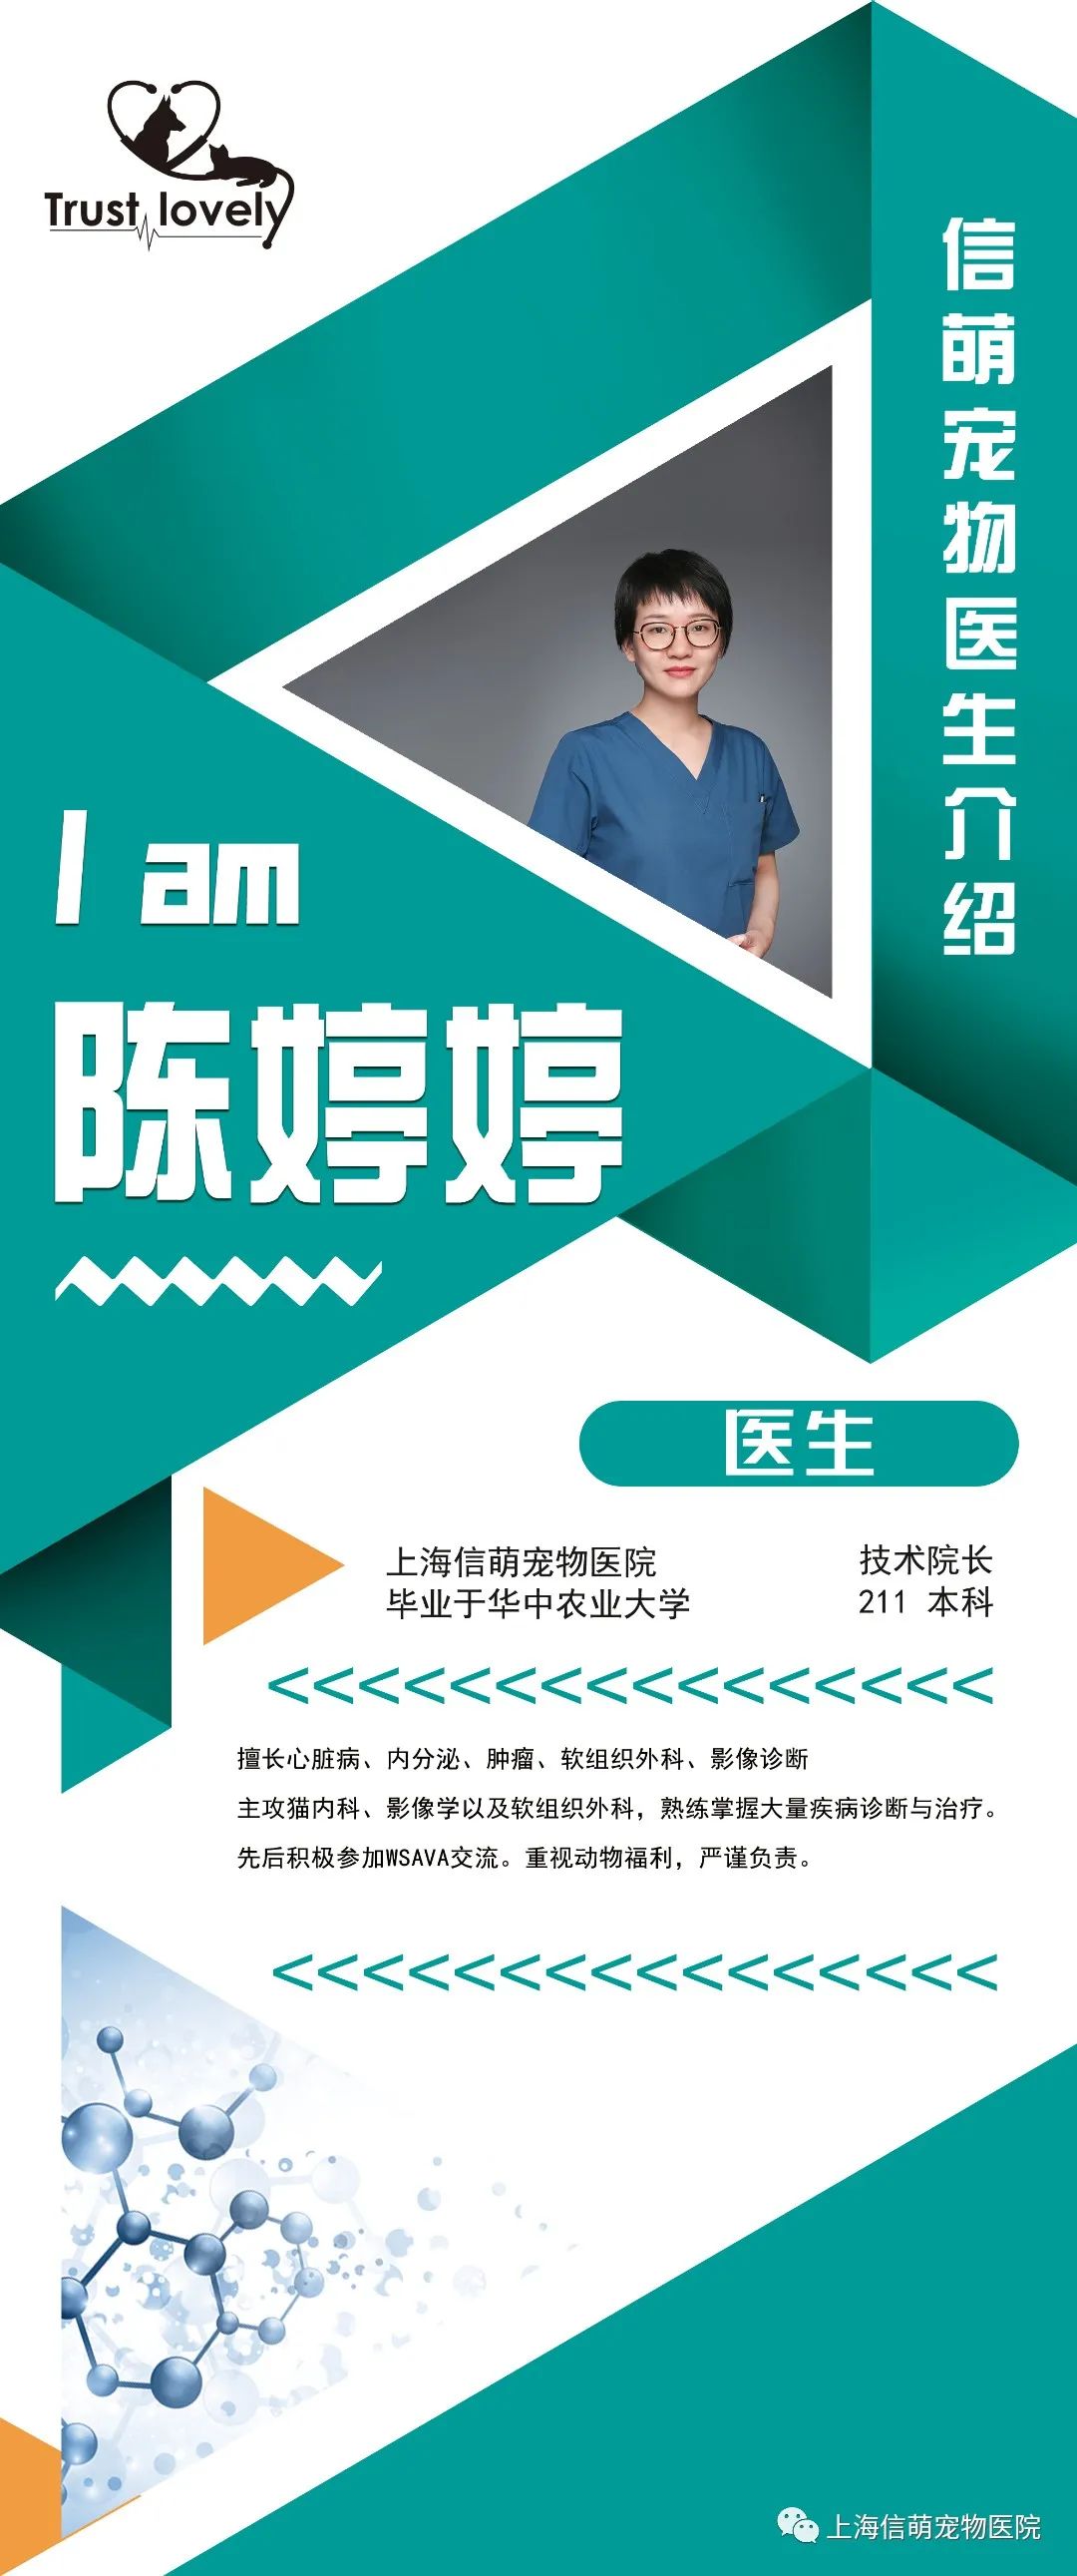 Trust lovely
信萌宠物医生介绍
I am
陈婷婷
医生
上海信萌宠物医院 技术院长
毕业于华中农业大学 211 本科
<<<<<<<<<<<<<<<<
擅长心脏病、内分泌、肿瘤、软组织外科、影像诊断
主攻猫内科、影像学以及软组织外科，熟练掌握大量疾病诊断与治疗。
先后积极参加WSAVA交流。重视动物福利，严谨负责。
<<<<<<<<<<<<<<<<
上海信萌宠物医院